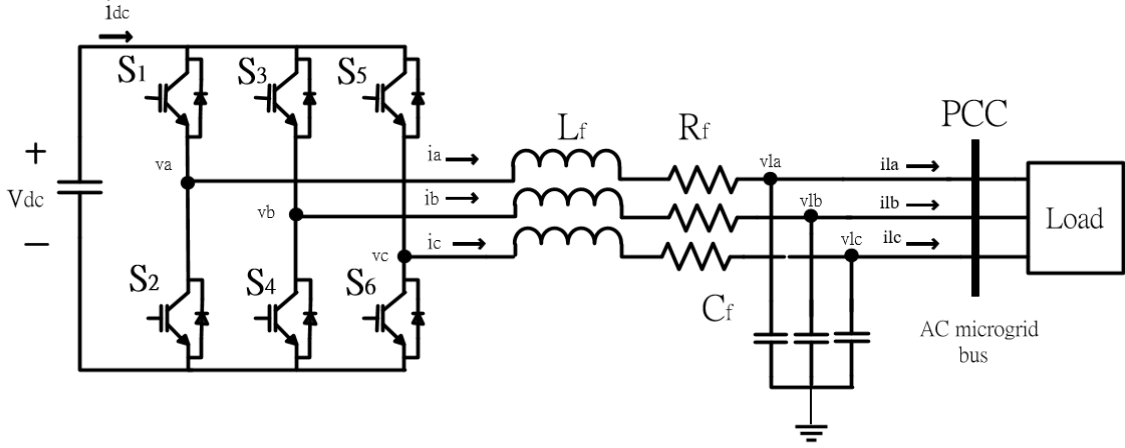 idc
S1
S3
S5
Lf
Rf
PCC
ia
va
vla
ila
+
Vdc
−
ib
vb
vlb
ilb
Load
ic
vc
vlc
ilc
S2
S4
S6
Cf
AC microgrid
bus